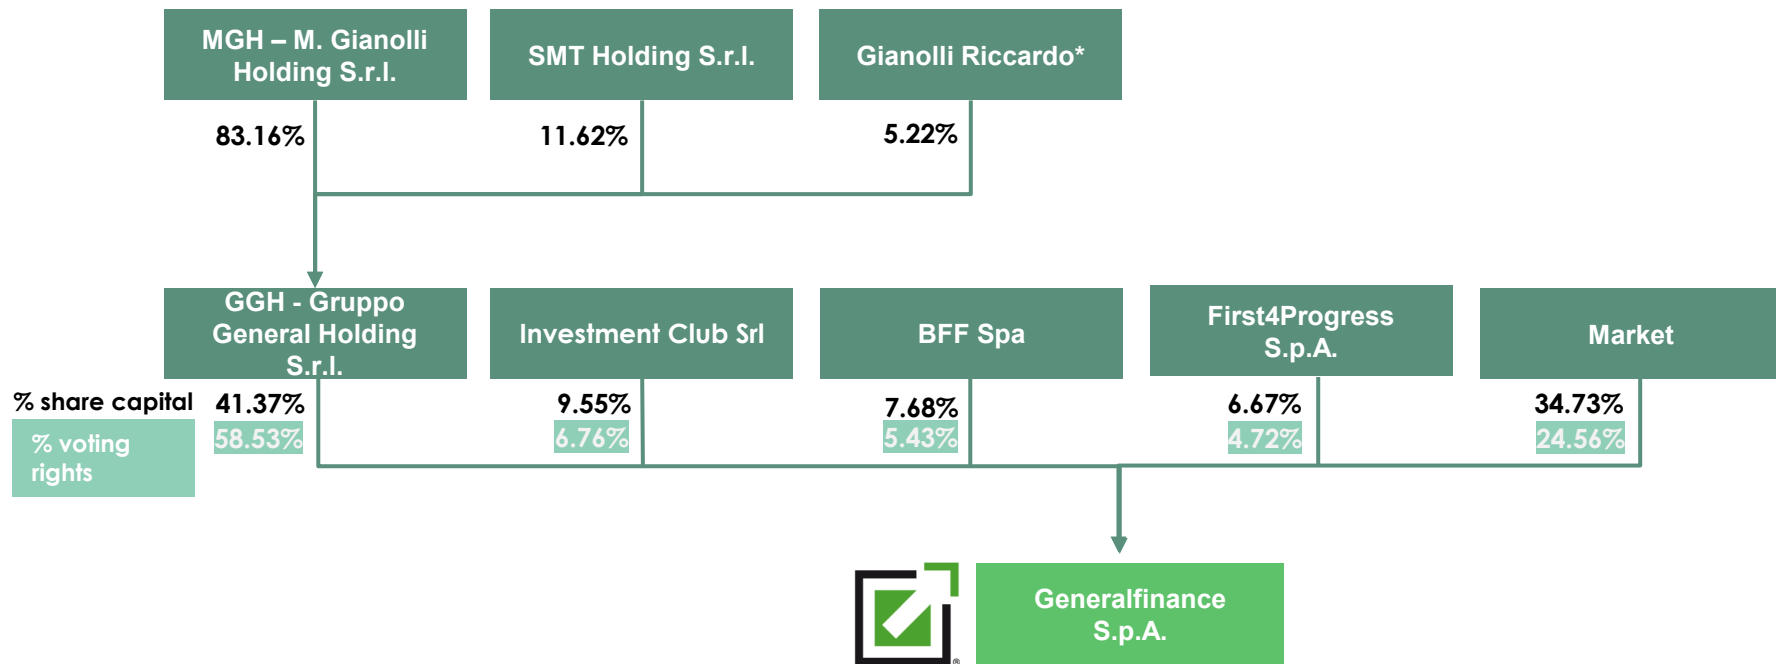 MGH – M. Gianolli
Holding S.r.l.
SMT Holding S.r.l.
Gianolli Riccardo*
83.16%
11.62%
5.22%
GGH - Gruppo
General Holding
S.r.l.
Investment Club Srl
BFF Spa
First4Progress
S.p.A.
Market
% share capital
41.37%
9.55%
7.68%
6.67%
34.73%
% voting
rights
58.53%
6.76%
5.43%
4.72%
24.56%
Generalfinance
S.p.A.
®